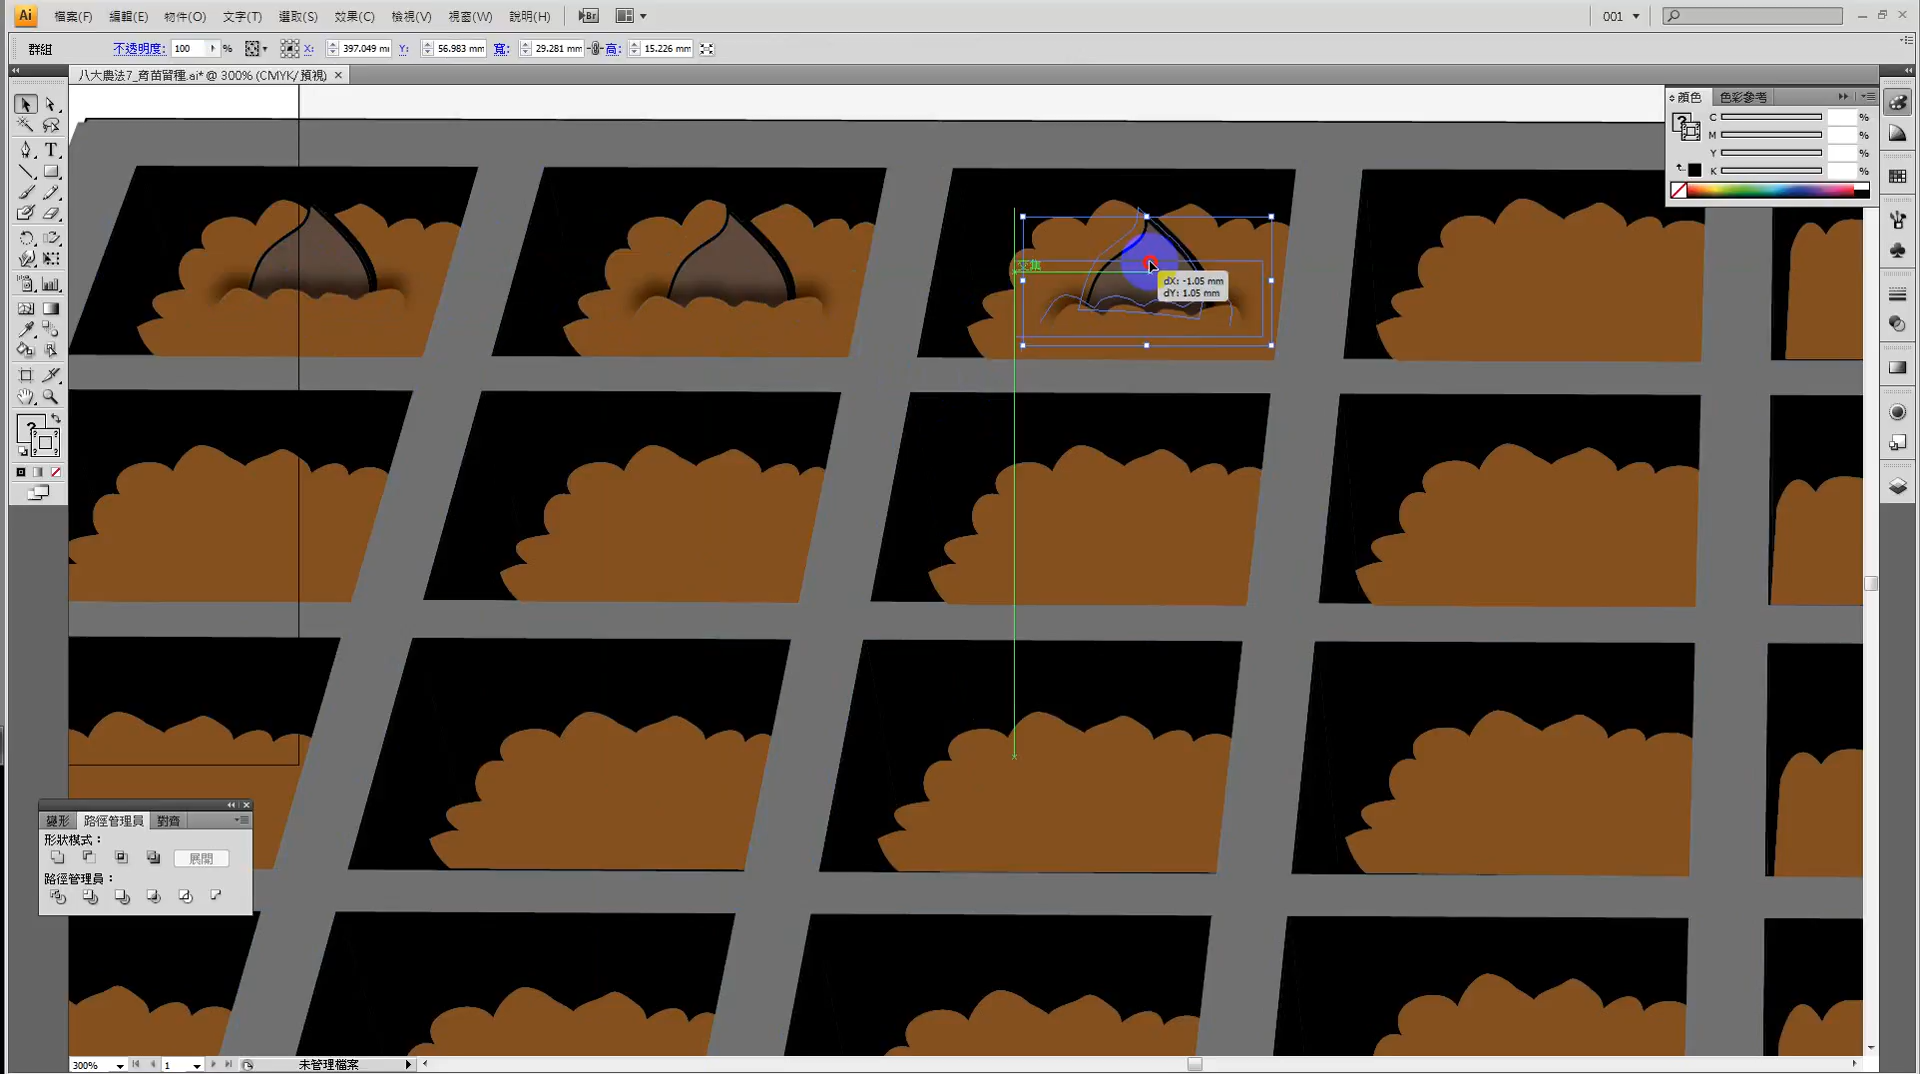 Ai 檔案(F) 編輯(E) 物件(O) 文字(T) 選取(S) 效果(C) 檢視(V) 視窗(W) 說明(H) Br 001
群組 不透明度: 100 % X: 397.049 mi Y: 56.983 mm 寬: 29.281 mm 高: 15.226 mm
八大農法7_育苗留種.ai* @ 300% (CMYK/預視)
顏色 色彩參考
C %
M %
Y %
K %
交集
dX: -1.05 mm
dY: 1.05 mm
變形 路徑管理員 對齊
形狀模式:
展開
路徑管理員:
300% 1 未管理檔案